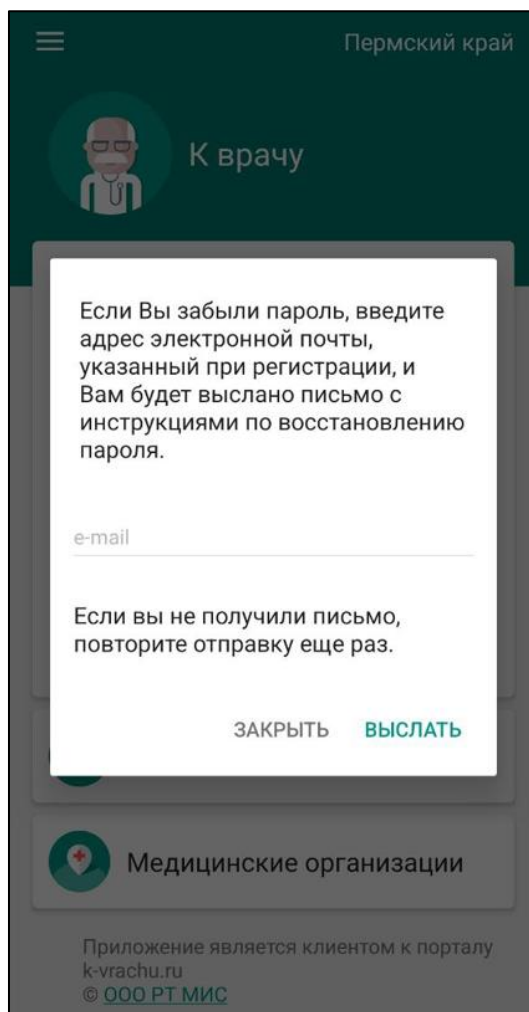 Пермский край
К врачу
Если Вы забыли пароль, введите
адрес электронной почты,
указанный при регистрации, и
Вам будет выслано письмо с
инструкциями по восстановлению
пароля.
e-mail
Если вы не получили письмо,
повторите отправку еще раз.
ЗАКРЫТЬ ВЫСЛАТЬ
Медицинские организации
Приложение является клиентом к порталу
k-vrachu.ru
© ООО РТ МИС